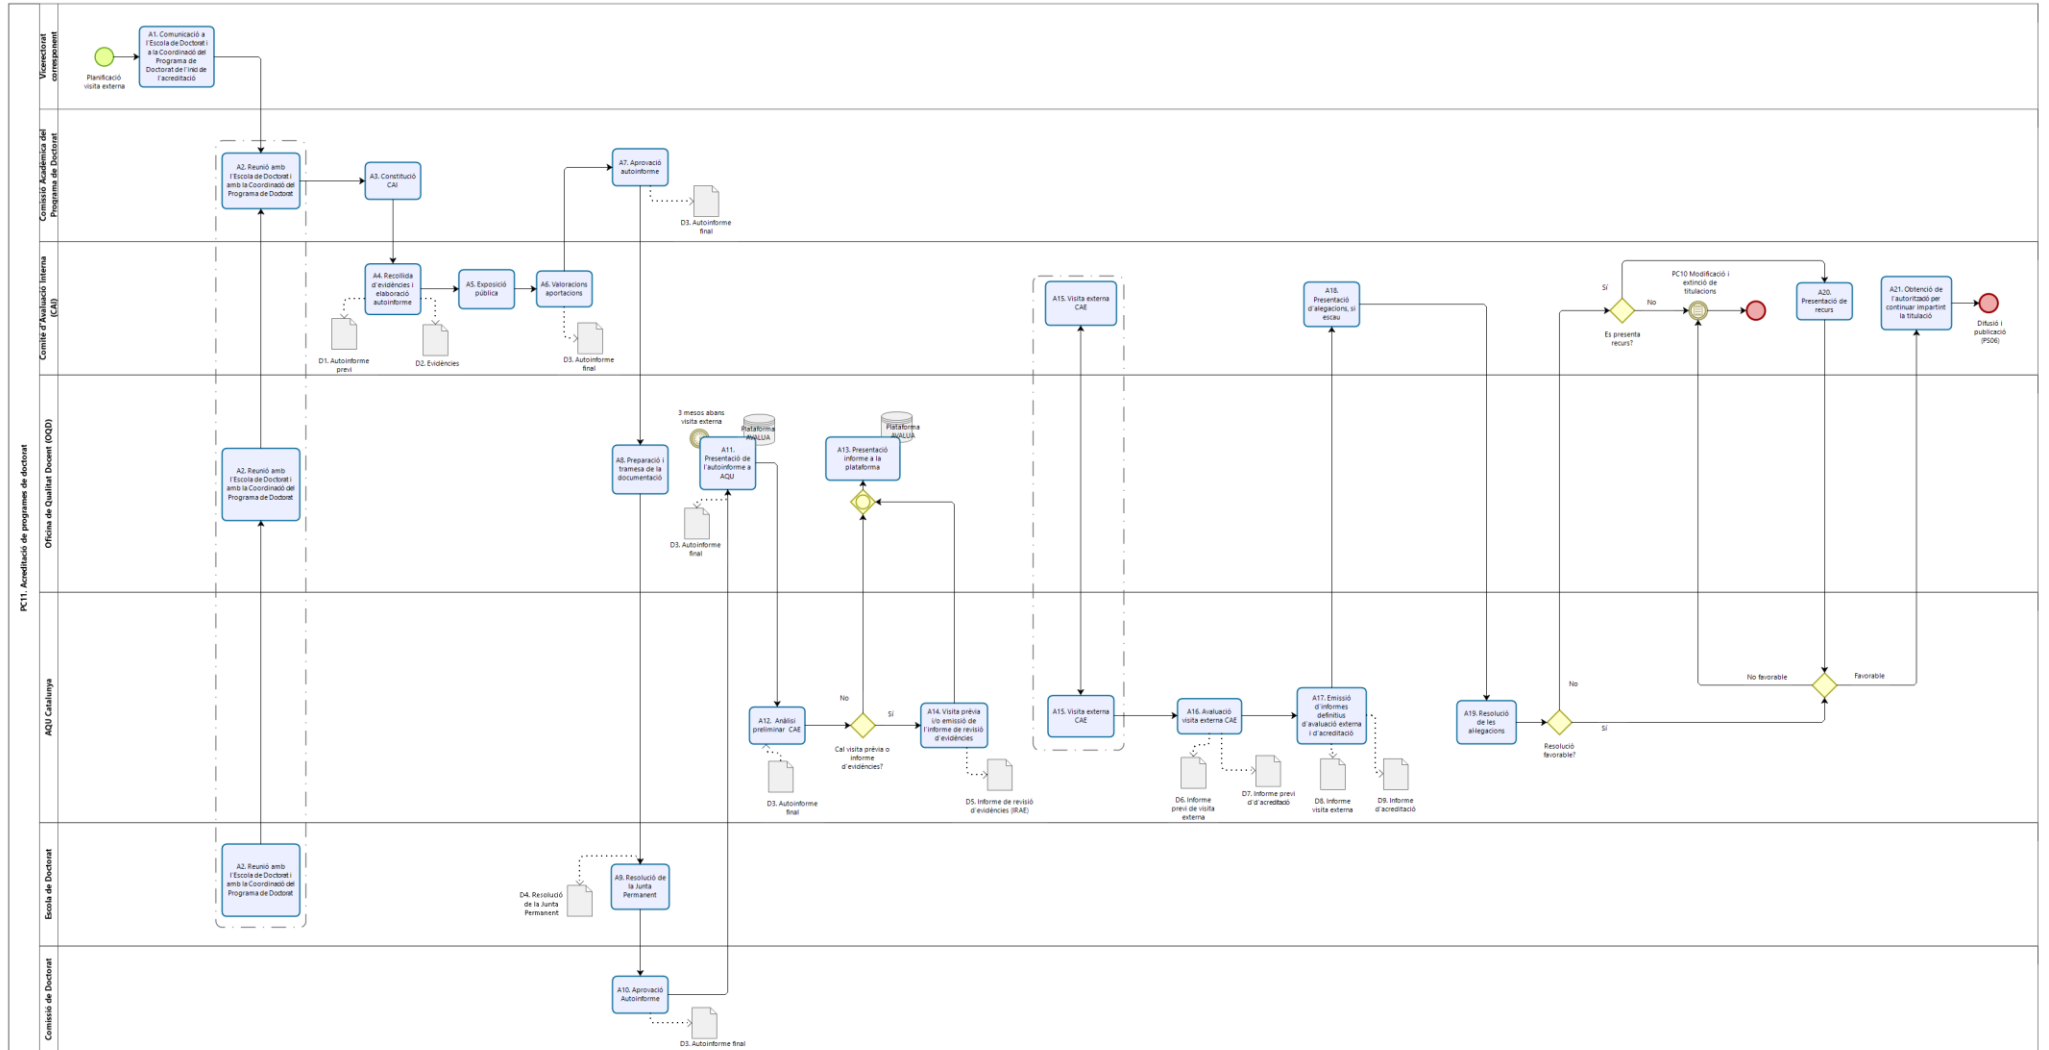 PC11. Acreditació de programes de doctorat
Vicerectorat
corresponent
Planificació
visita externa
A1. Comunicació a
l'Escola de Doctorat i
a la Coordinació del
Programa de
Doctorat de l'inici de
l'acreditació
Comissió Acadèmica del
Programa de Doctorat
A2. Reunió amb
l'Escola de Doctorat i
amb la Coordinació del
Programa de Doctorat
A3. Constitució
CAI
A7. Aprovació
autoinforme
D3. Autoinforme
final
Comitè d'Avaluació Interna
(CAI)
A4. Recollida
d'evidències i
elaboració
autoinforme
A5. Exposició
pública
A6. Valoracions
aportacions
D1. Autoinforme
previ
D2. Evidències
D3. Autoinforme
final
A15. Visita externa
CAE
A18.
Presentació
d'alegacions, si
escau
Sí
No
Es presenta
recurs?
PC10 Modificació i
extinció de
titulacions
A20.
Presentació de
recurs
A21. Obtenció de
l'autorització per
continuar impartint
la titulació
Difusió i
publicació
(PS06)
Oficina de Qualitat Docent (OQD)
A2. Reunió amb
l'Escola de Doctorat i
amb la Coordinació del
Programa de Doctorat
A8. Preparació i
tramesa de la
documentació
3 mesos abans
visita externa
Plataforma
AVALUA
A11.
Presentació de
l'autoinforme a
AQU
D3. Autoinforme
final
Plataforma
AVALUA
A13. Presentació
informe a la
plataforma
AQU Catalunya
A12. Anàlisi
preliminar CAE
D3. Autoinforme
final
No
Sí
Cal visita prèvia o
informe
d'evidències?
A14. Visita prèvia
i/o emissió de
l'informe de revisió
d'evidències
D5. Informe de revisió
d'evidències (IRAE)
A15. Visita externa
CAE
A16. Avaluació
visita externa CAE
D6. Informe
previ de visita
externa
D7. Informe previ
d'd'acreditació
A17. Emissió
d'informes
definitius
d'avaluació externa
i d'acreditació
D8. Informe
visita externa
D9. Informe
d'acreditació
A19. Resolució
de les
al·legacions
No
Sí
Resolució
favorable?
No favorable
Favorable
Escola de Doctorat
A2. Reunió amb
l'Escola de Doctorat i
amb la Coordinació del
Programa de Doctorat
D4. Resolució
de la Junta
Permanent
A9. Resolució de
la Junta
Permanent
Comissió de Doctorat
A10. Aprovació
Autoinforme
D3. Autoinforme final